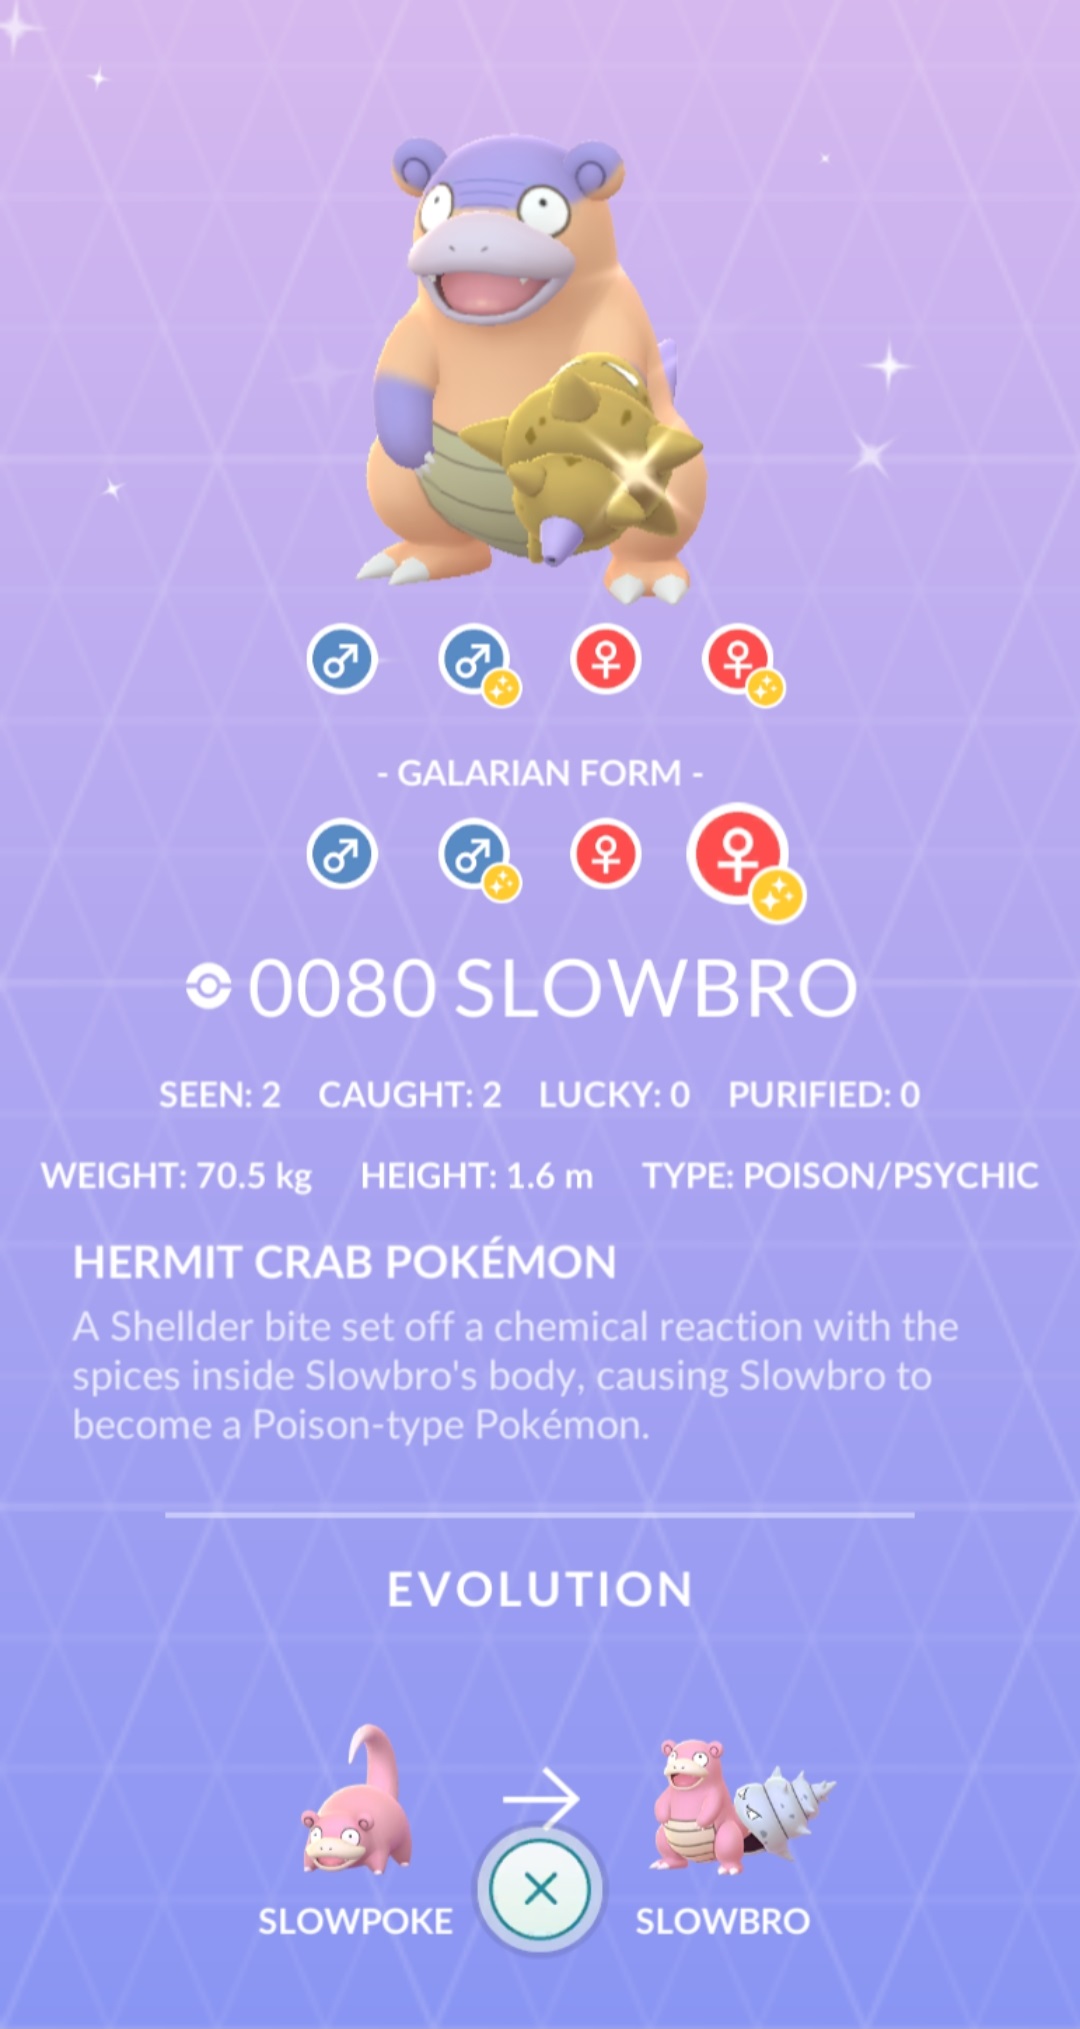 - GALARIAN FORM -
0080 SLOWBRO
SEEN: 2 CAUGHT: 2 LUCKY: 0 PURIFIED: 0
WEIGHT: 70.5 kg HEIGHT: 1.6 m TYPE: POISON/PSYCHIC
HERMIT CRAB POKÉMON
A Shellder bite set off a chemical reaction with the
spices inside Slowbro's body, causing Slowbro to
become a Poison-type Pokémon.
EVOLUTION
SLOWPOKE SLOWBRO